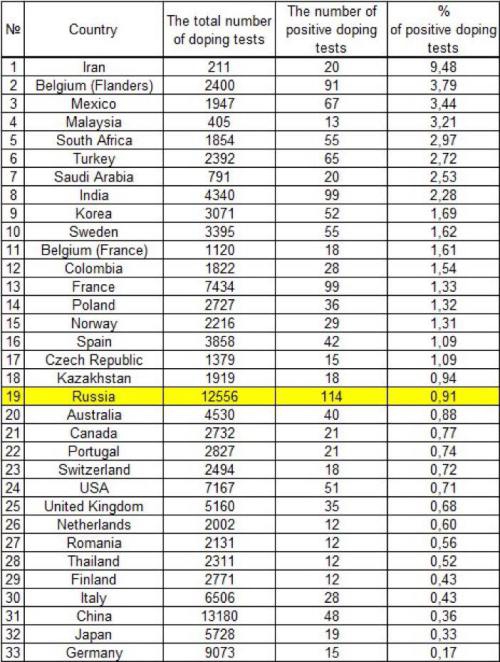 № Country The total number of doping tests The number of positive doping tests % of positive doping tests
1 Iran 211 20 9,48
2 Belgium (Flanders) 2400 91 3,79
3 Mexico 1947 67 3,44
4 Malaysia 405 13 3,21
5 South Africa 1854 55 2,97
6 Turkey 2392 65 2,72
7 Saudi Arabia 791 20 2,53
8 India 4340 99 2,28
9 Korea 3071 52 1,69
10 Sweden 3395 55 1,62
11 Belgium (France) 1120 18 1,61
12 Colombia 1822 28 1,54
13 France 7434 99 1,33
14 Poland 2727 36 1,32
15 Norway 2216 29 1,31
16 Spain 3858 42 1,09
17 Czech Republic 1379 15 1,09
18 Kazakhstan 1919 18 0,94
19 Russia 12556 114 0,91
20 Australia 4530 40 0,88
21 Canada 2732 21 0,77
22 Portugal 2827 21 0,74
23 Switzerland 2494 18 0,72
24 USA 7167 51 0,71
25 United Kingdom 5160 35 0,68
26 Netherlands 2002 12 0,60
27 Romania 2131 12 0,56
28 Thailand 2311 12 0,52
29 Finland 2771 12 0,43
30 Italy 6506 28 0,43
31 China 13180 48 0,36
32 Japan 5728 19 0,33
33 Germany 9073 15 0,17